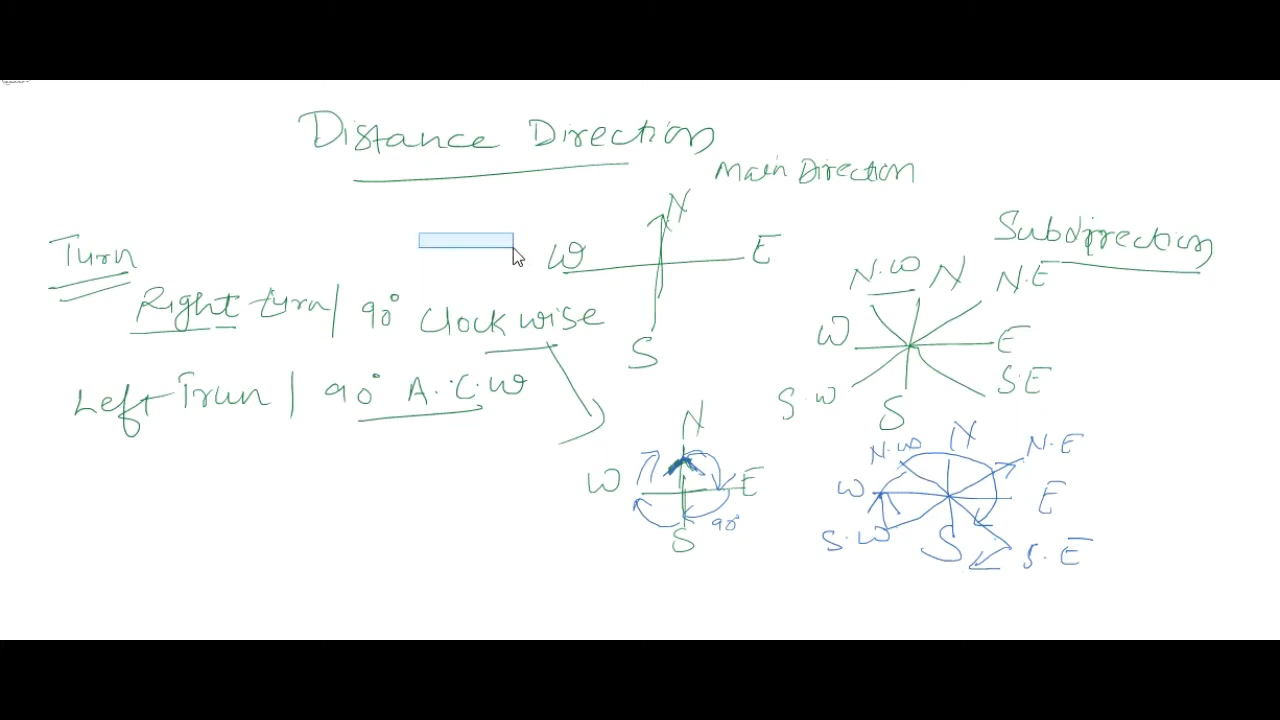 Distance Direction
Main Direction
N
W E
S
Subdirection
N.W N N.E
W E
S.W S S.E
Turn
Right turn / 90° Clock wise
Left Trun / 90° A.C.W
N
W E
90°
S
N.W N N.E
W E
S.W S S.E